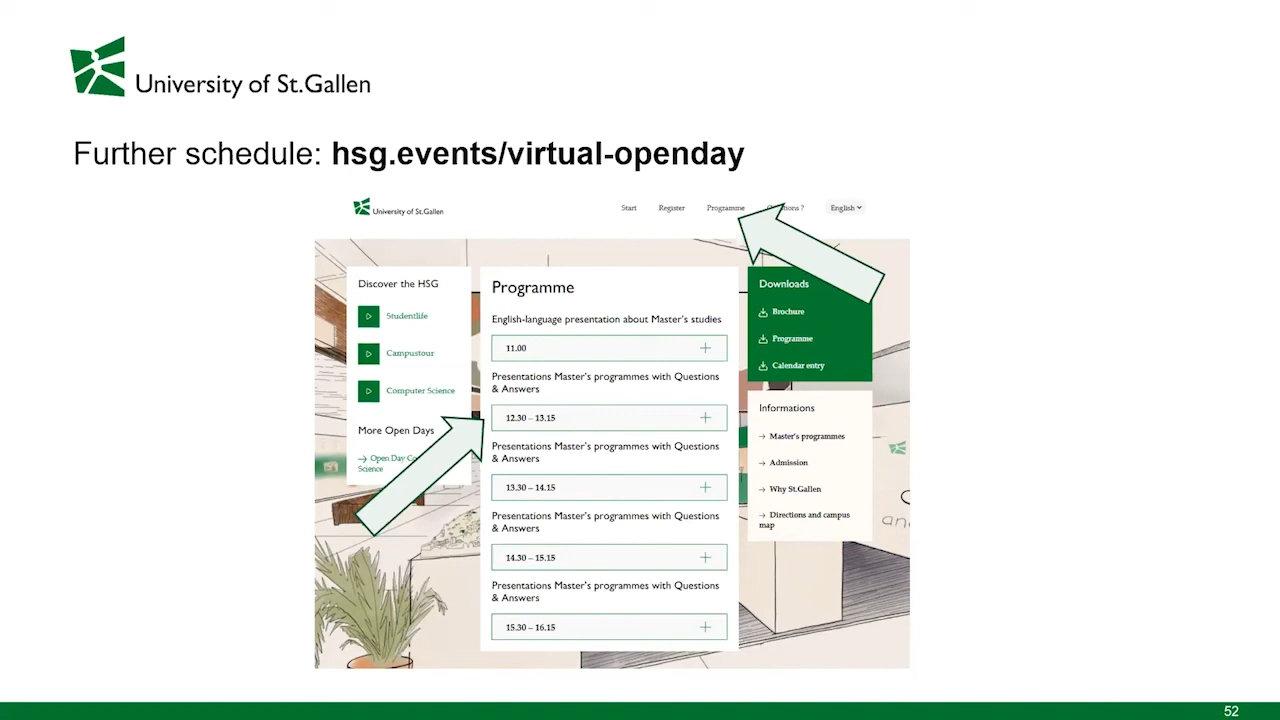 University of St.Gallen
Further schedule: hsg.events/virtual-openday
University of St.Gallen
Start
Register
Programme
?
English
Discover the HSG
Studentlife
Campustour
Computer Science
More Open Days
Open Day
Science
Programme
English-language presentation about Master's studies
11.00
Presentations Master's programmes with Questions
& Answers
12.30 – 13.15
Presentations Master's programmes with Questions
& Answers
13.30 – 14.15
Presentations Master's programmes with Questions
& Answers
14.30 – 15.15
Presentations Master's programmes with Questions
& Answers
15.30 – 16.15
Downloads
Brochure
Programme
Calendar entry
Informations
Master's programmes
Admission
Why St.Gallen
Directions and campus
map
52